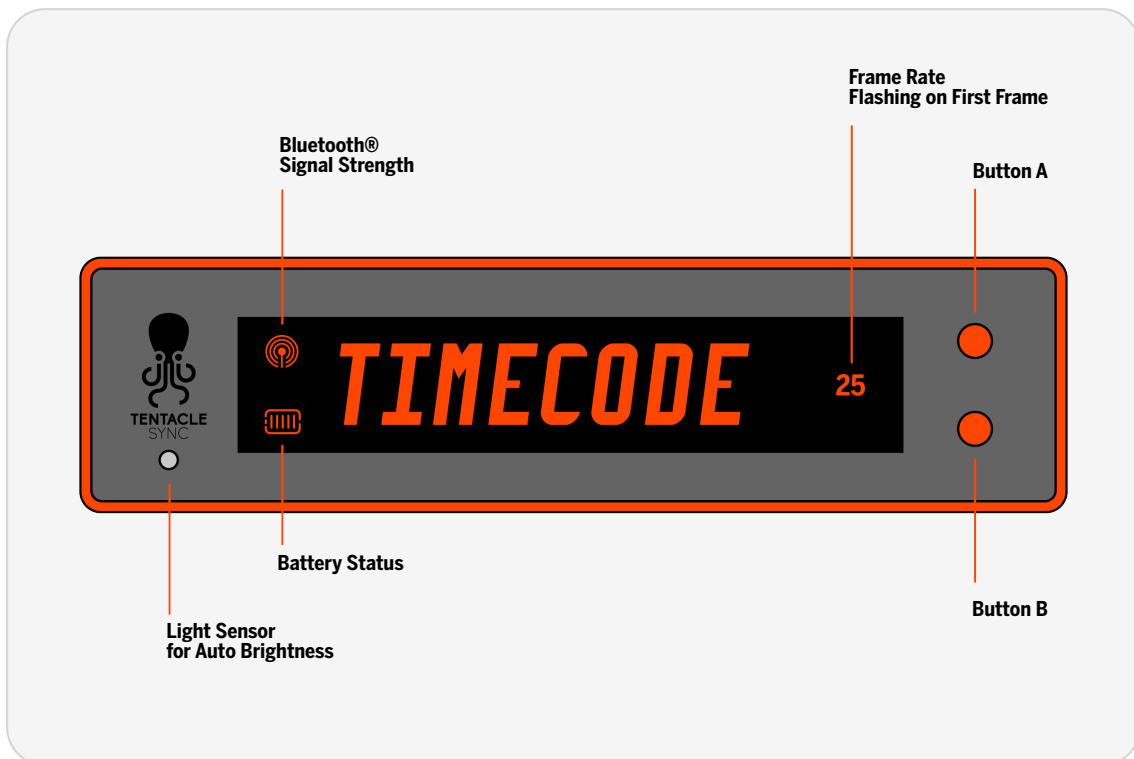 Frame Rate
Flashing on First Frame
Bluetooth®
Signal Strength
Button A
TIMECODE
25
TENTACLE
SYNC
Battery Status
Button B
Light Sensor
for Auto Brightness